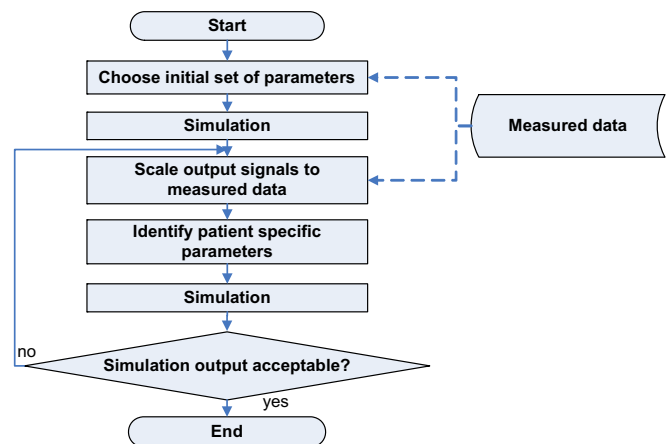 Start
Choose initial set of parameters
Measured data
Simulation
Scale output signals to
measured data
Identify patient specific
parameters
Simulation
no
Simulation output acceptable?
yes
End